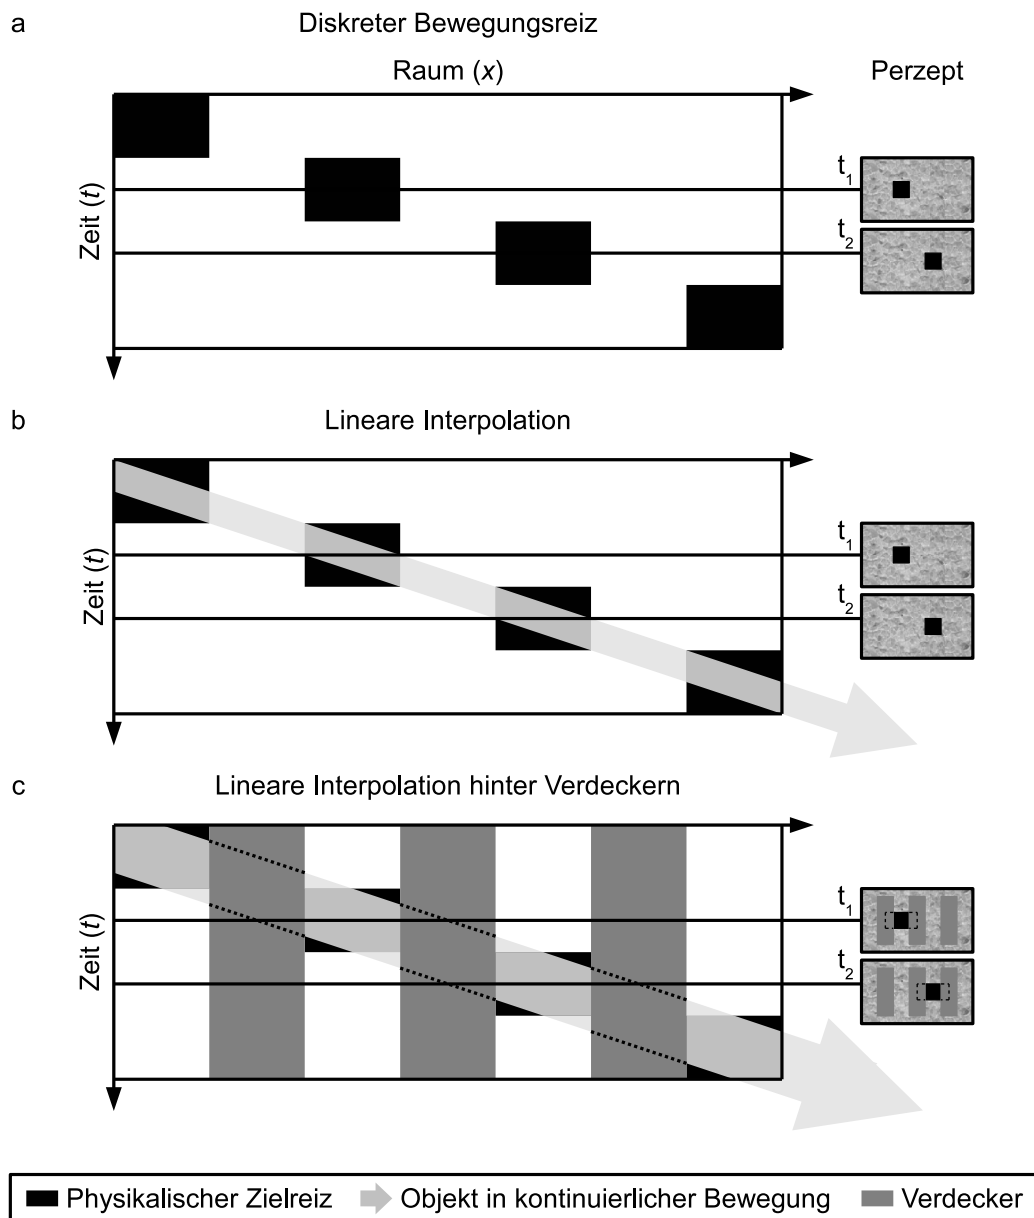 a
Diskreter Bewegungsreiz
Raum (x)
Perzept
Zeit (t)
t1
t2
b
Lineare Interpolation
Zeit (t)
t1
t2
c
Lineare Interpolation hinter Verdeckern
Zeit (t)
t1
t2
Physikalischer Zielreiz
Objekt in kontinuierlicher Bewegung
Verdecker